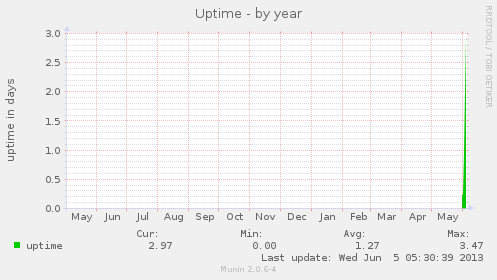 Uptime - by year
RRDTOOL / TOBI OETIKER
uptime in days
3.0
2.5
2.0
1.5
1.0
0.5
0.0
May Jun Jul Aug Sep Oct Nov Dec Jan Feb Mar Apr May
Cur: Min: Avg: Max:
uptime 2.97 0.00 1.27 3.47
Last update: Wed Jun 5 05:30:39 2013
Munin 2.0.6-4